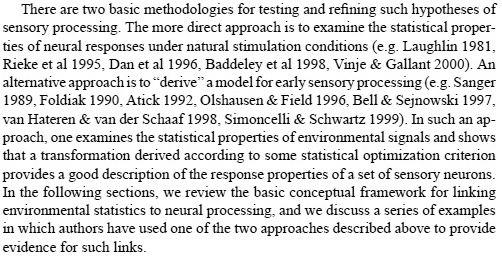 There are two basic methodologies for testing and refining such hypotheses of
sensory processing. The more direct approach is to examine the statistical proper-
ties of neural responses under natural stimulation conditions (e.g. Laughlin 1981,
Rieke et al 1995, Dan et al 1996, Baddeley et al 1998, Vinje & Gallant 2000). An
alternative approach is to “derive” a model for early sensory processing (e.g. Sanger
1989, Foldiak 1990, Atick 1992, Olshausen & Field 1996, Bell & Sejnowski 1997,
van Hateren & van der Schaaf 1998, Simoncelli & Schwartz 1999). In such an ap-
proach, one examines the statistical properties of environmental signals and shows
that a transformation derived according to some statistical optimization criterion
provides a good description of the response properties of a set of sensory neurons.
In the following sections, we review the basic conceptual framework for linking
environmental statistics to neural processing, and we discuss a series of examples
in which authors have used one of the two approaches described above to provide
evidence for such links.